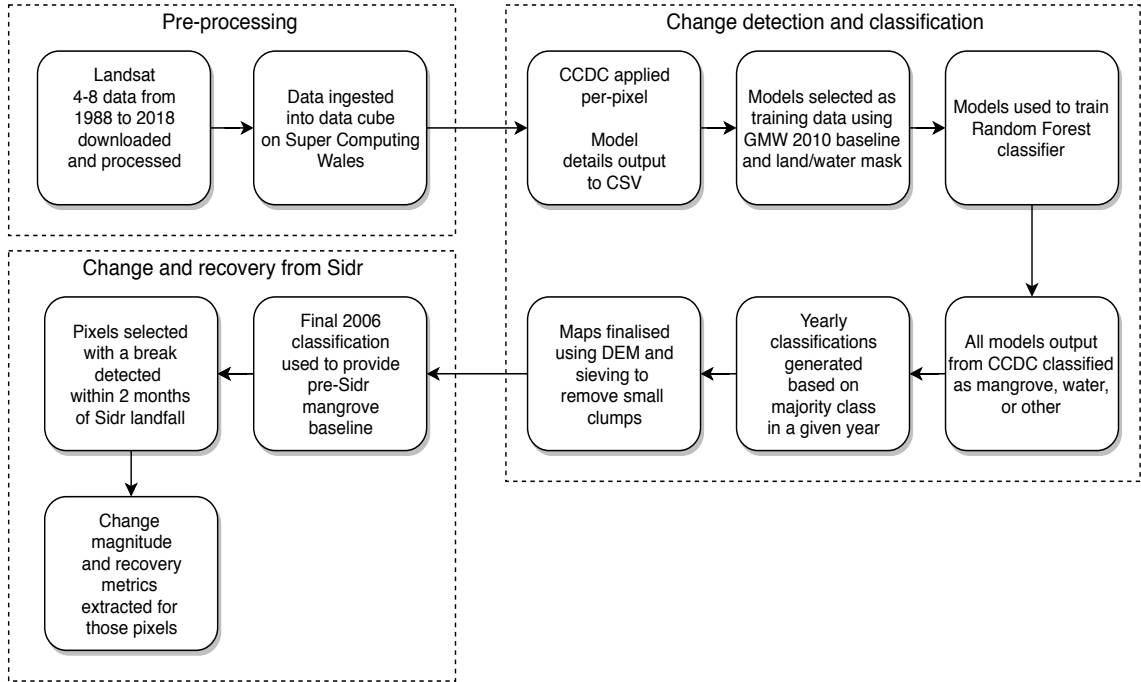 Pre-processing
Landsat
4-8 data from
1988 to 2018
downloaded
and processed
Data ingested
into data cube
on Super Computing
Wales
Change detection and classification
CCDC applied
per-pixel
Model
details output
to CSV
Models selected as
training data using
GMW 2010 baseline
and land/water mask
Models used to train
Random Forest
classifier
All models output
from CCDC classified
as mangrove, water,
or other
Yearly
classifications
generated
based on
majority class
in a given year
Maps finalised
using DEM and
sieving to
remove small
clumps
Change and recovery from Sidr
Final 2006
classification
used to provide
pre-Sidr
mangrove
baseline
Pixels selected
with a break
detected
within 2 months
of Sidr landfall
Change
magnitude
and recovery
metrics
extracted for
those pixels